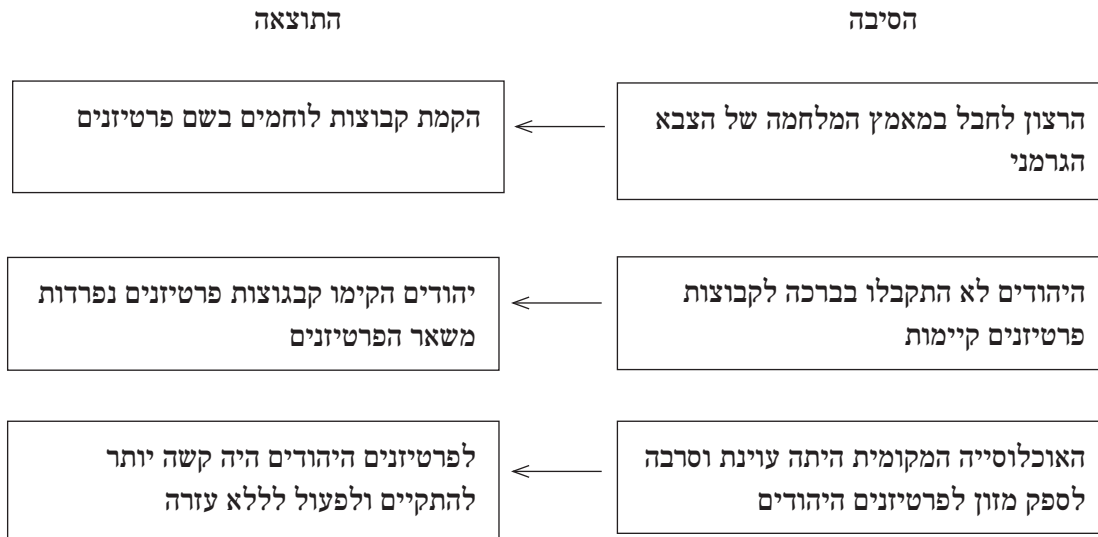 הסיבה
התוצאה
הרצון לחבל במאמץ המלחמה של הצבא
הגרמני
הקמת קבוצות לוחמים בשם פרטיזנים
היהודים לא התקבלו בברכה לקבוצות
פרטיזנים קיימות
יהודים הקימו קבגוצות פרטיזנים נפרדות
משאר הפרטיזנים
האוכלוסייה המקומית היתה עוינת וסרבה
לספק מזון לפרטיזנים היהודים
לפרטיזנים היהודים היה קשה יותר
להתקיים ולפעול לללא עזרה